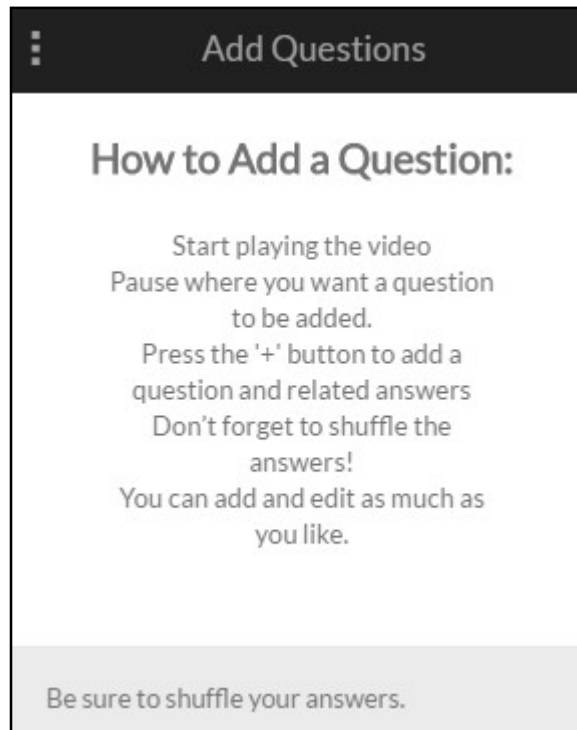 Add Questions
How to Add a Question:
Start playing the video
Pause where you want a question
to be added.
Press the '+' button to add a
question and related answers
Don’t forget to shuffle the
answers!
You can add and edit as much as
you like.
Be sure to shuffle your answers.